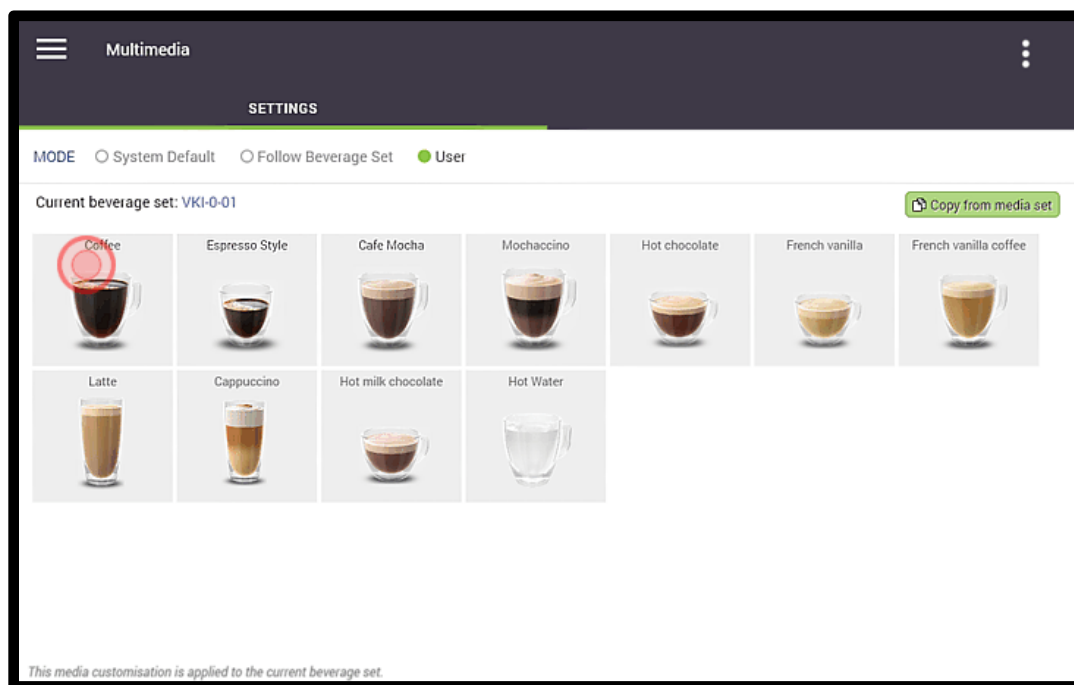 Multimedia
SETTINGS
MODE System Default Follow Beverage Set User
Current beverage set: VKI-0-01 Copy from media set
Coffee Espresso Style Cafe Mocha Mochaccino Hot chocolate French vanilla French vanilla coffee
Latte Cappuccino Hot milk chocolate Hot Water
This media customisation is applied to the current beverage set.